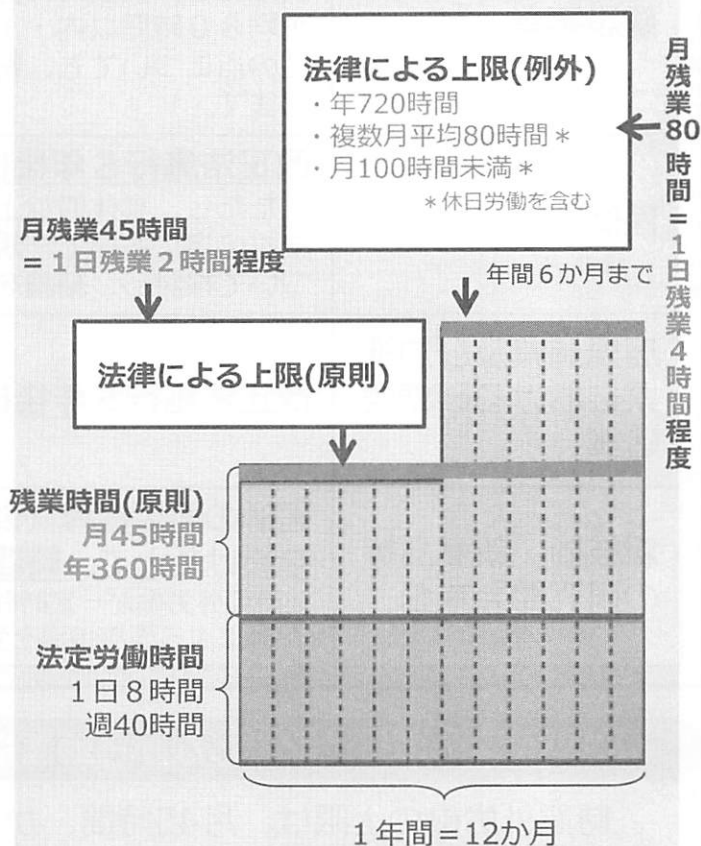 法律による上限(例外)
・年720時間
・複数月平均80時間＊
・月100時間未満＊
＊休日労働を含む
月残業80時間＝1日残業4時間程度
月残業45時間
＝1日残業2時間程度
年間6か月まで
法律による上限(原則)
残業時間(原則)
月45時間
年360時間
法定労働時間
1日8時間
週40時間
1年間＝12か月